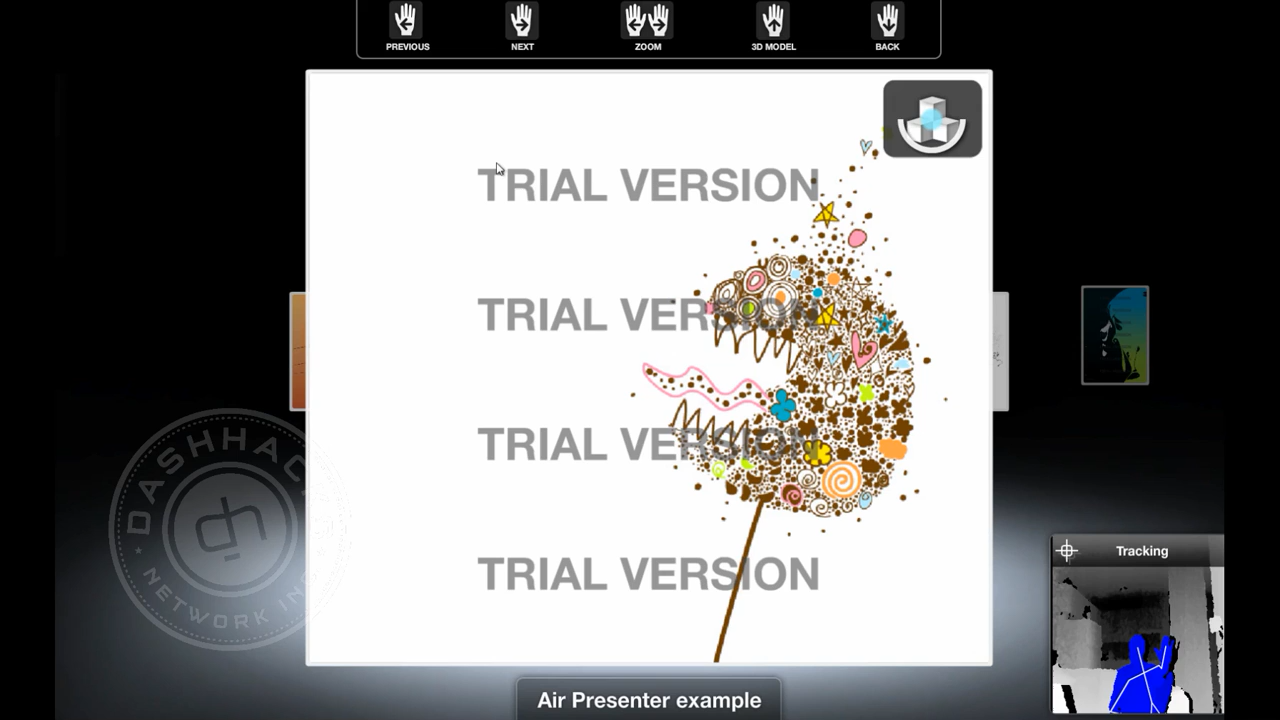 PREVIOUS
NEXT
ZOOM
3D MODEL
BACK
TRIAL VERSION
TRIAL VERSION
TRIAL VERSION
TRIAL VERSION
NETWORK INC
Tracking
Air Presenter example